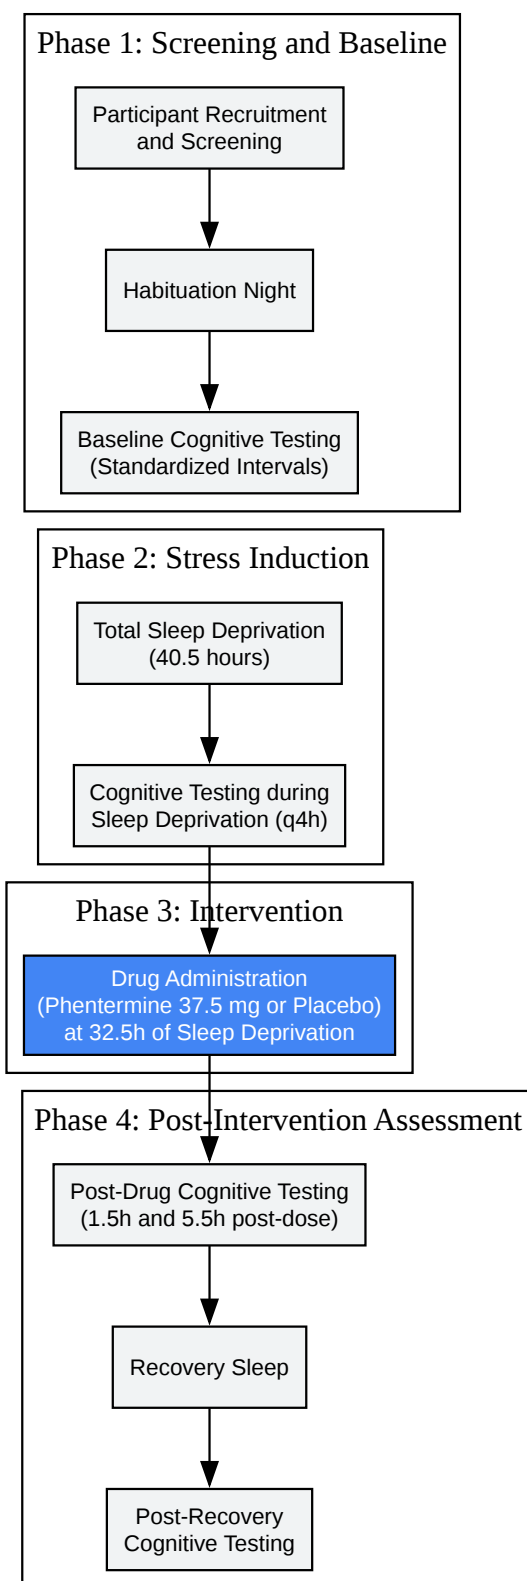 Phase 1: Screening and Baseline
Participant Recruitment
and Screening
Habituation Night
Baseline Cognitive Testing
(Standardized Intervals)
Phase 2: Stress Induction
Total Sleep Deprivation
(40.5 hours)
Cognitive Testing during
Sleep Deprivation (q4h)
Phase 3: Intervention
Drug Administration
(Phentermine 37.5 mg or Placebo)
at 32.5h of Sleep Deprivation
Phase 4: Post-Intervention Assessment
Post-Drug Cognitive Testing
(1.5h and 5.5h post-dose)
Recovery Sleep
Post-Recovery
Cognitive Testing